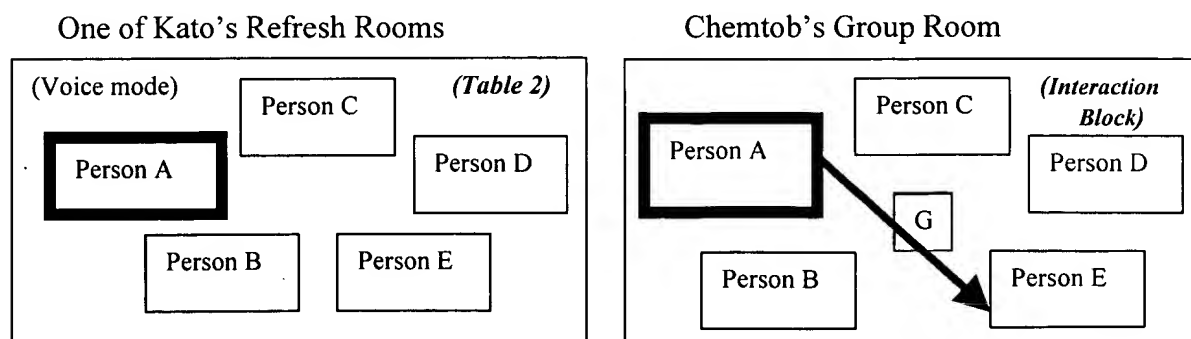 One of Kato's Refresh Rooms
(Voice mode)
Person C
(Table 2)
Person A
Person D
Person B
Person E
Chemtob's Group Room
Person C
(Interaction
Block)
Person A
Person D
G
Person B
Person E